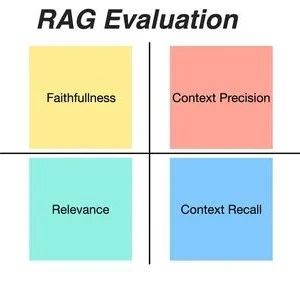 RAG Evaluation
Faithfullness
Context Precision
Relevance
Context Recall